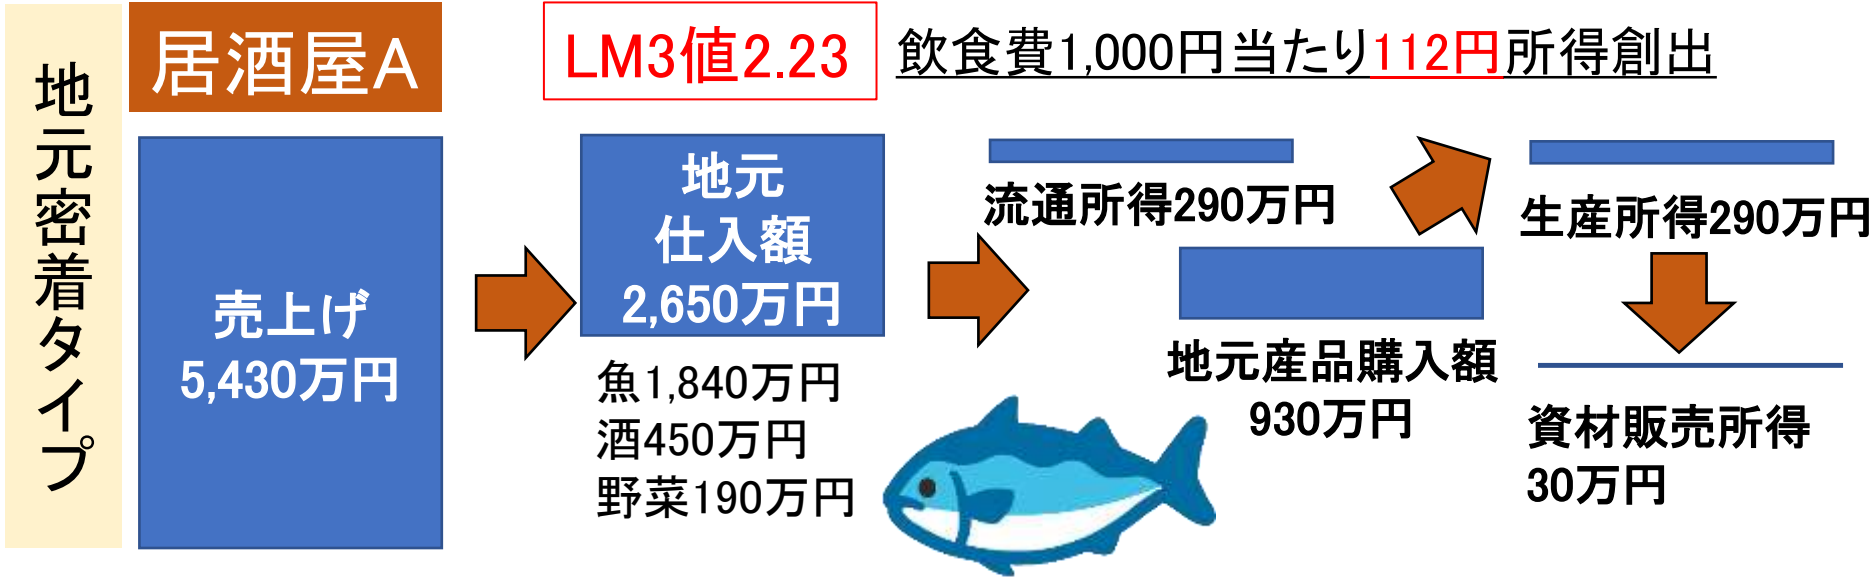 地元密着タイプ
居酒屋A
LM3値2.23
飲食費1,000円当たり112円所得創出
売上げ
5,430万円
地元
仕入額
2,650万円
魚1,840万円
酒450万円
野菜190万円
流通所得290万円
地元産品購入額
930万円
生産所得290万円
資材販売所得
30万円